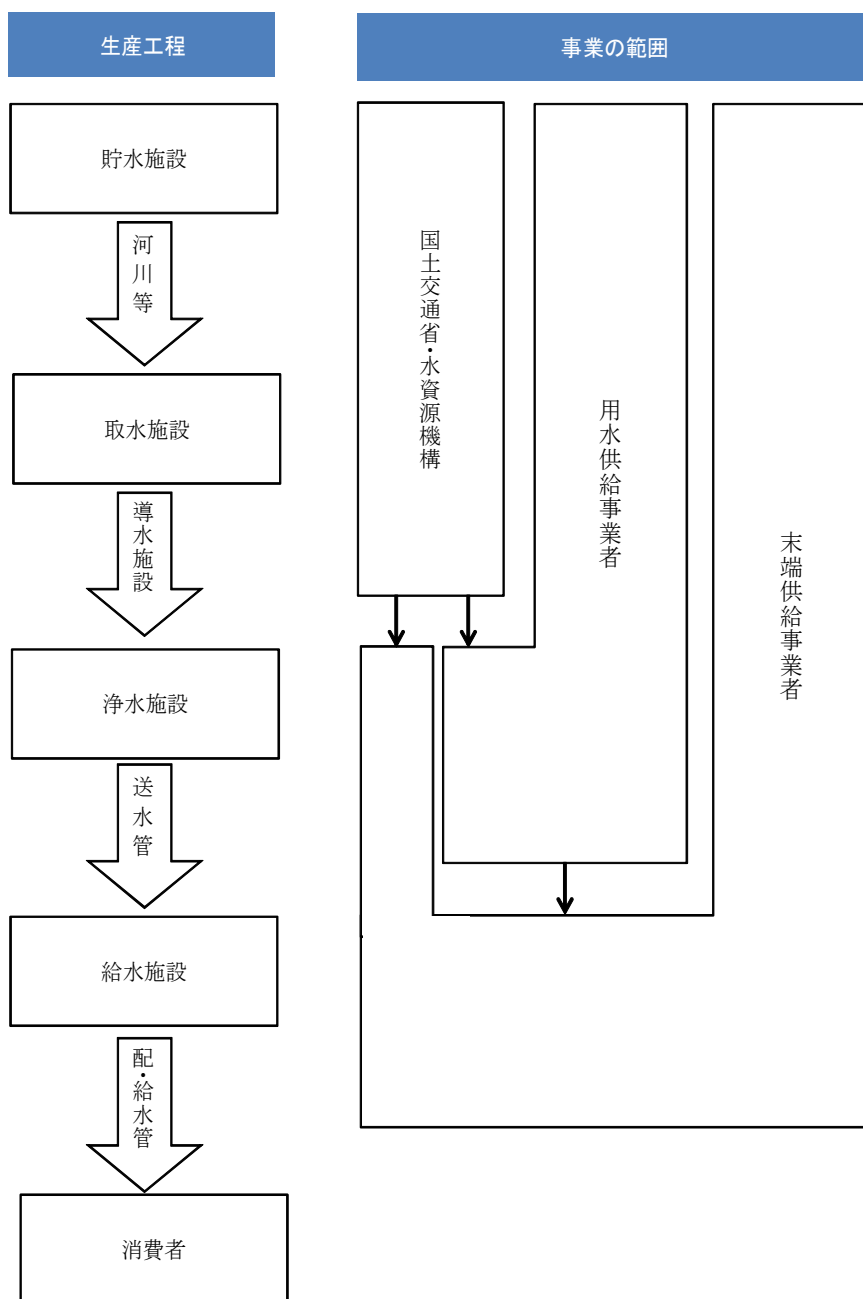 生産工程
事業の範囲
貯水施設
河川等
取水施設
導水施設
浄水施設
送水管
給水施設
配・給水管
消費者
国土交通省・水資源機構
用水供給事業者
末端供給事業者